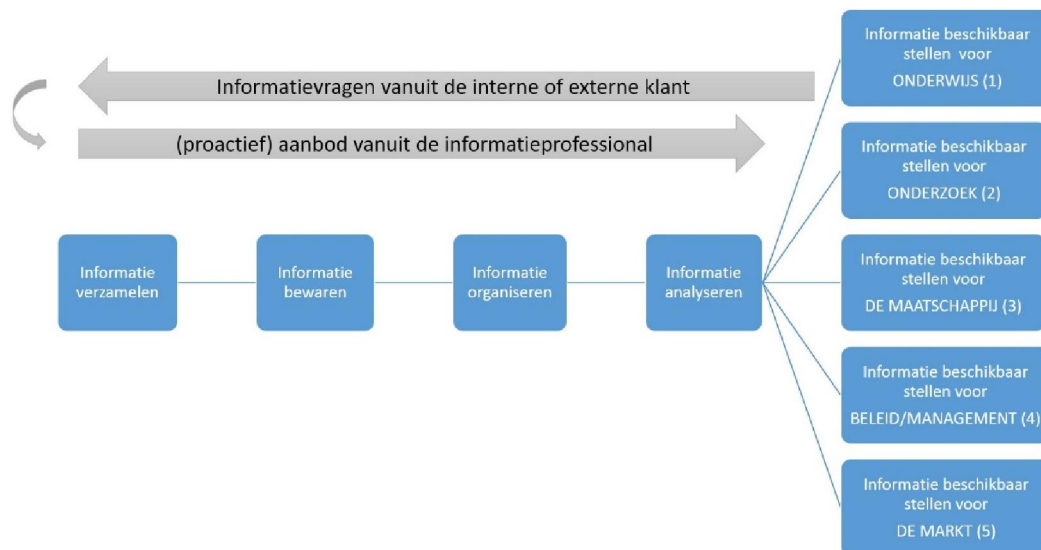 Informatievragen vanuit de interne of externe klant
(proactief) aanbod vanuit de informatieprofessional
Informatie
verzamelen
Informatie
bewaren
Informatie
organiseren
Informatie
analyseren
Informatie beschikbaar
stellen voor
ONDERWIJS (1)
Informatie beschikbaar
stellen voor
ONDERZOEK (2)
Informatie beschikbaar
stellen voor
DE MAATSCHAPPIJ (3)
Informatie beschikbaar
stellen voor
BELEID/MANAGEMENT (4)
Informatie beschikbaar
stellen voor
DE MARKT (5)